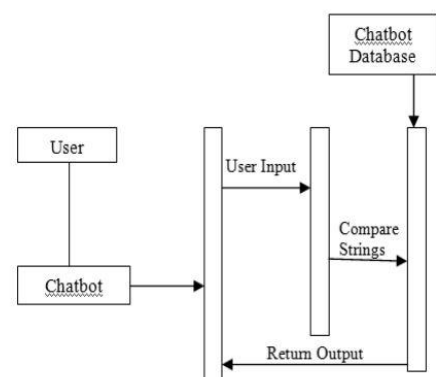 Chatbot
Database
User
User Input
Compare
Strings
Chatbot
Return Output